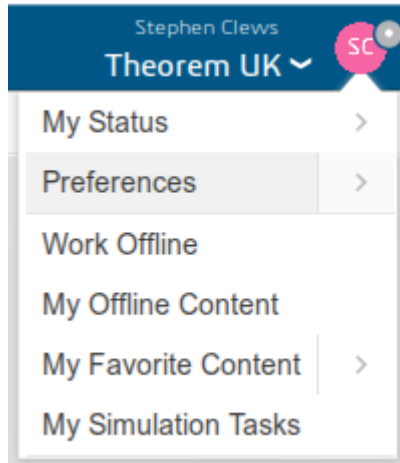 Stephen Clews
Theorem UK
SC
My Status
Preferences
Work Offline
My Offline Content
My Favorite Content
My Simulation Tasks